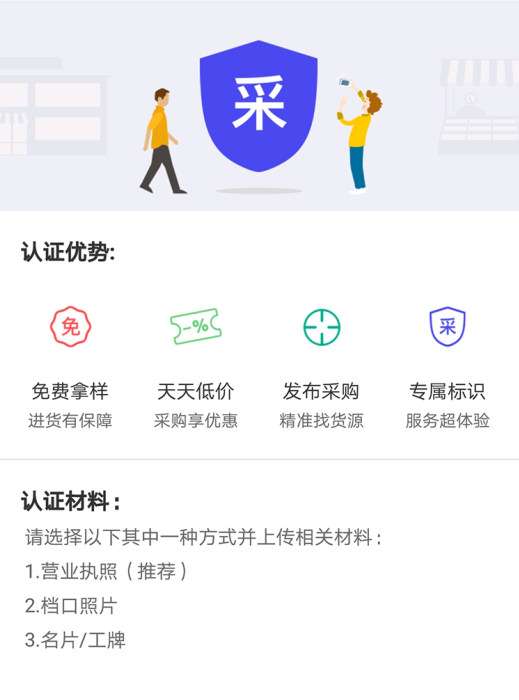 采
认证优势:
免 -% 采
免费拿样 天天低价 发布采购 专属标识
进货有保障 采购享优惠 精准找货源 服务超体验
认证材料：
请选择以下其中一种方式并上传相关材料：
1.营业执照（推荐）
2.档口照片
3.名片/工牌